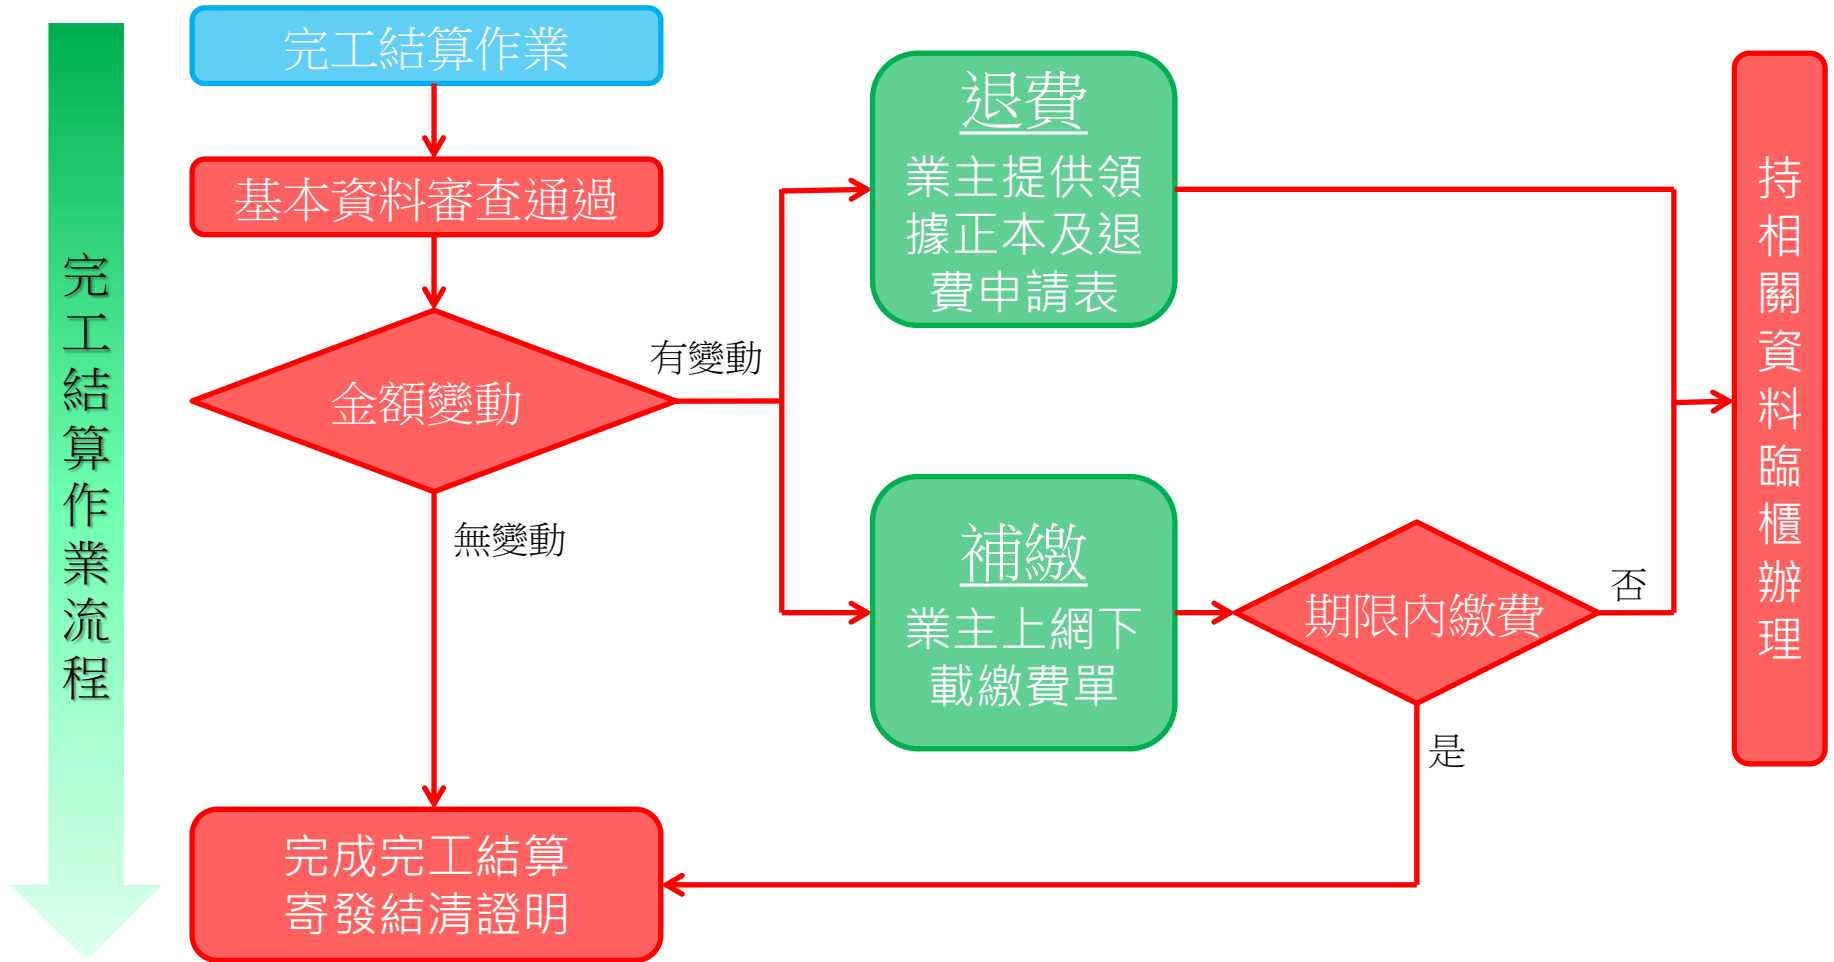 完工結算作業流程
完工結算作業
基本資料審查通過
金額變動
有變動
無變動
完成完工結算
寄發結清證明
退費
業主提供領
據正本及退
費申請表
補繳
業主上網下
載繳費單
期限內繳費
否
是
持相關資料臨櫃辦理